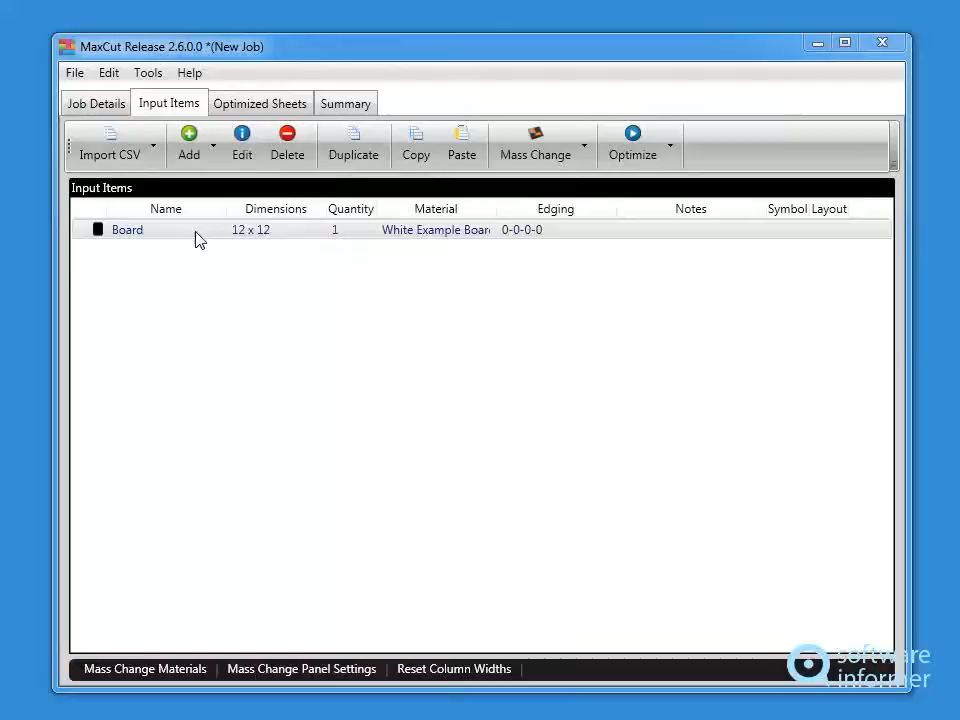 MaxCut Release 2.6.0.0 *(New Job)
File Edit Tools Help
Job Details Input Items Optimized Sheets Summary
Import CSV Add Edit Delete Duplicate Copy Paste Mass Change Optimize
Input Items
Name Dimensions Quantity Material Edging Notes Symbol Layout
Board 12 x 12 1 White Example Boar 0-0-0-0
Mass Change Materials Mass Change Panel Settings Reset Column Widths
software
informer